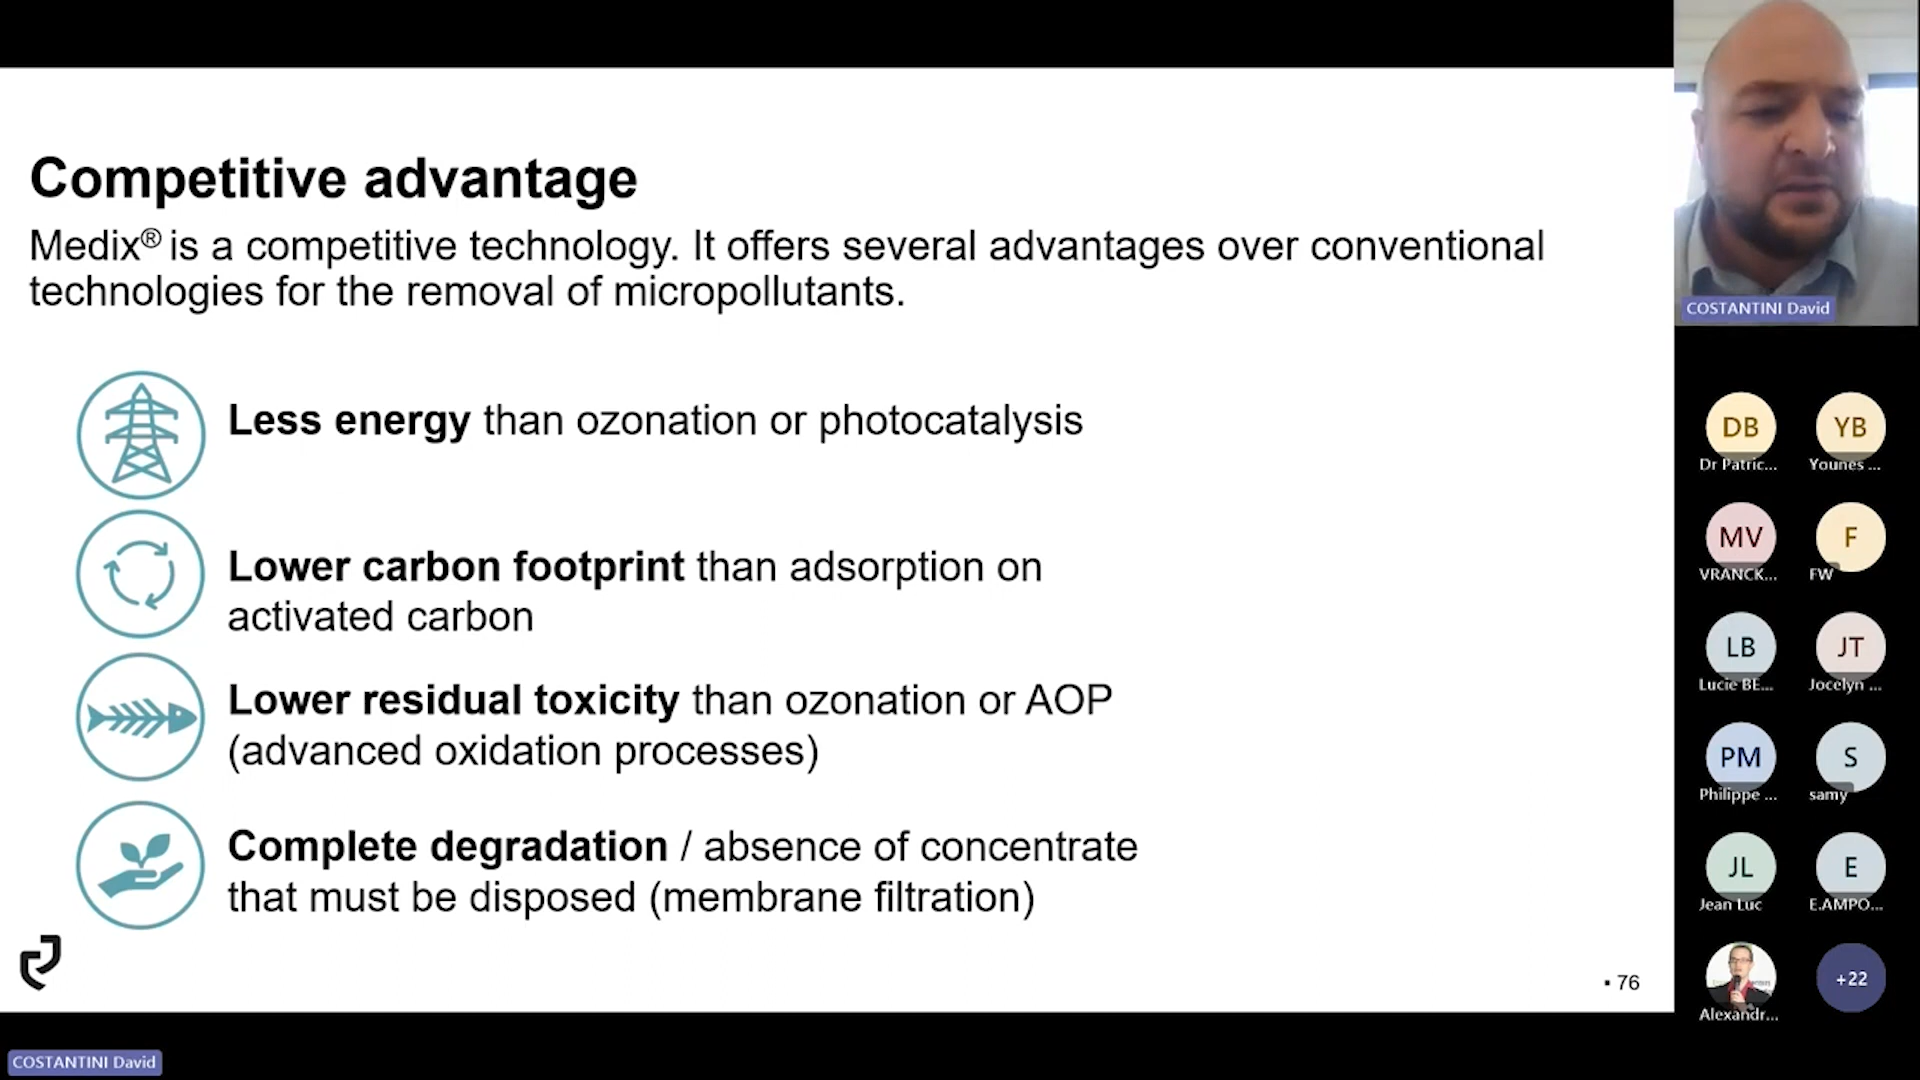 Competitive advantage
Medix® is a competitive technology. It offers several advantages over conventional
technologies for the removal of micropollutants.
Less energy than ozonation or photocatalysis
Lower carbon footprint than adsorption on
activated carbon
Lower residual toxicity than ozonation or AOP
(advanced oxidation processes)
Complete degradation / absence of concentrate
that must be disposed (membrane filtration)
▪ 76
COSTANTINI David
COSTANTINI David
DB
Dr Patric...
YB
Younes ...
MV
VRANCK...
F
FW
LB
Lucie BE...
JT
Jocelyn ...
PM
Philippe ...
S
samy
JL
Jean Luc
E
E.AMPO...
Alexandr...
+22